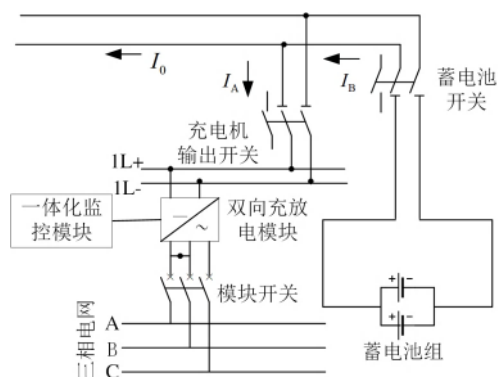 I0
IA
IB
蓄电池
开关
充电机
输出开关
1L+
1L-
一体化监
控模块
双向充放
电模块
模块开关
三相电网
A
B
C
+ -
+ -
蓄电池组